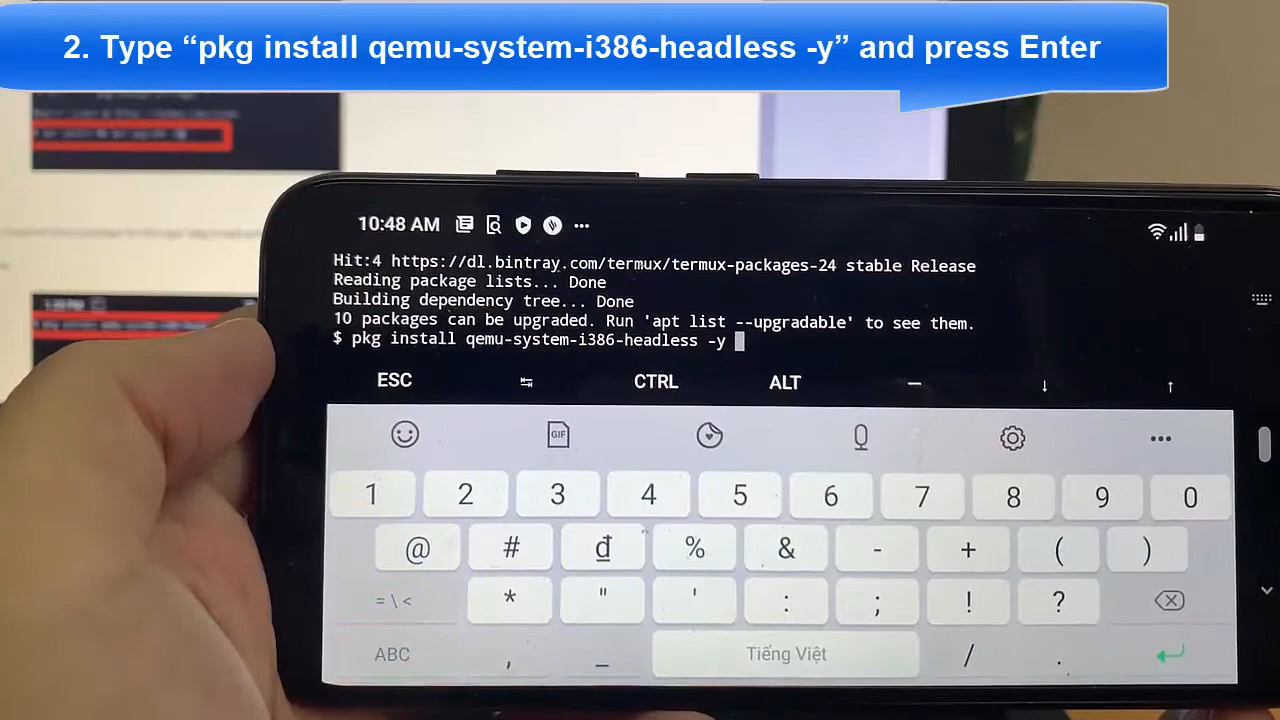 2. Type “pkg install qemu-system-i386-headless -y” and press Enter
10:48 AM
Hit:4 https://dl.bintray.com/termux/termux-packages-24 stable Release
Reading package lists... Done
Building dependency tree... Done
10 packages can be upgraded. Run 'apt list --upgradable' to see them.
$ pkg install qemu-system-i386-headless -y
ESC CTRL ALT — ↓ ↑
GIF
1 2 3 4 5 6 7 8 9 0
@ # ₫ % & - + ( )
= \ < * " ' : ; ! ?
ABC , _ Tiếng Việt / .